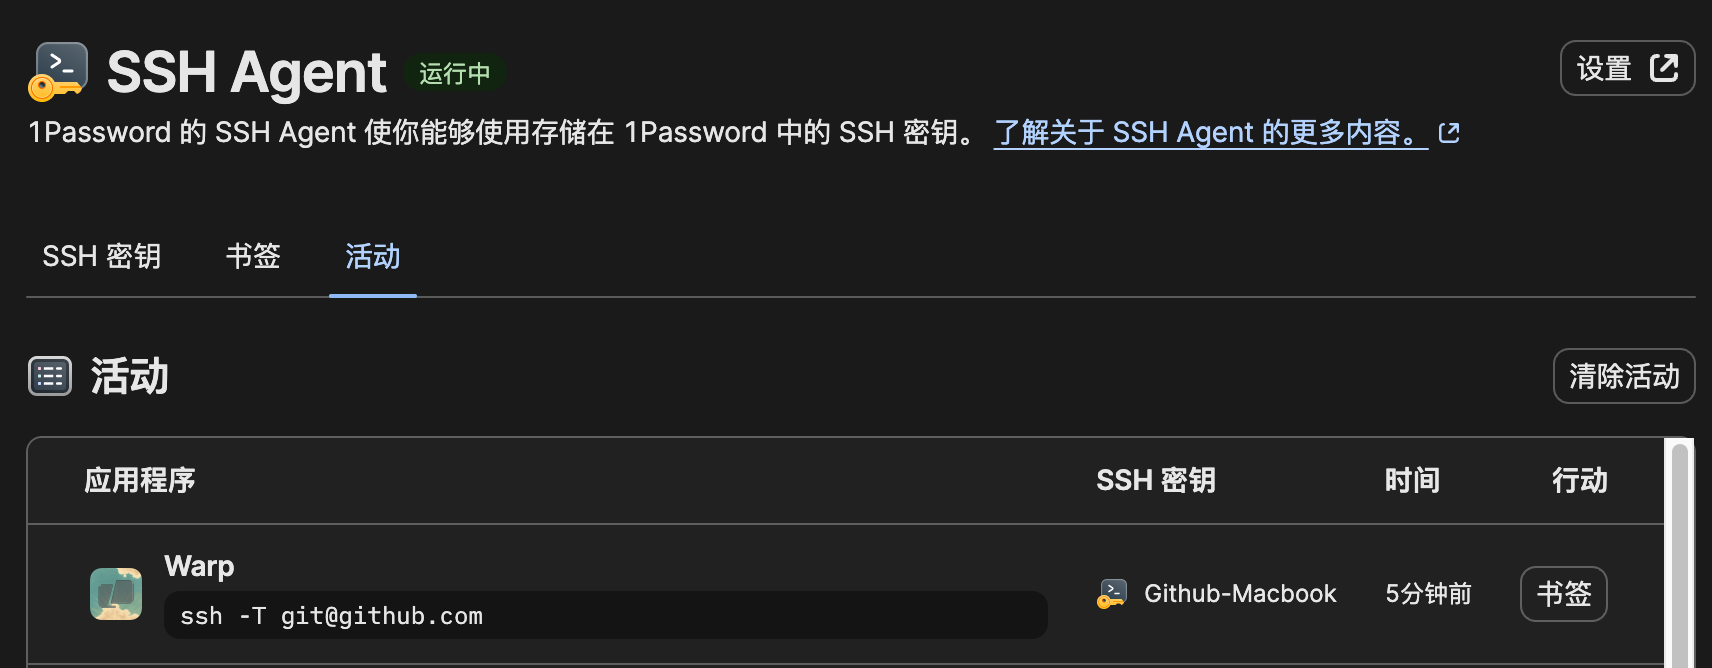 SSH Agent 运行中 设置
1Password 的 SSH Agent 使你能够使用存储在 1Password 中的 SSH 密钥。 了解关于 SSH Agent 的更多内容。
SSH 密钥 书签 活动
活动 清除活动
应用程序 SSH 密钥 时间 行动
Warp
ssh -T git@github.com Github-Macbook 5分钟前 书签